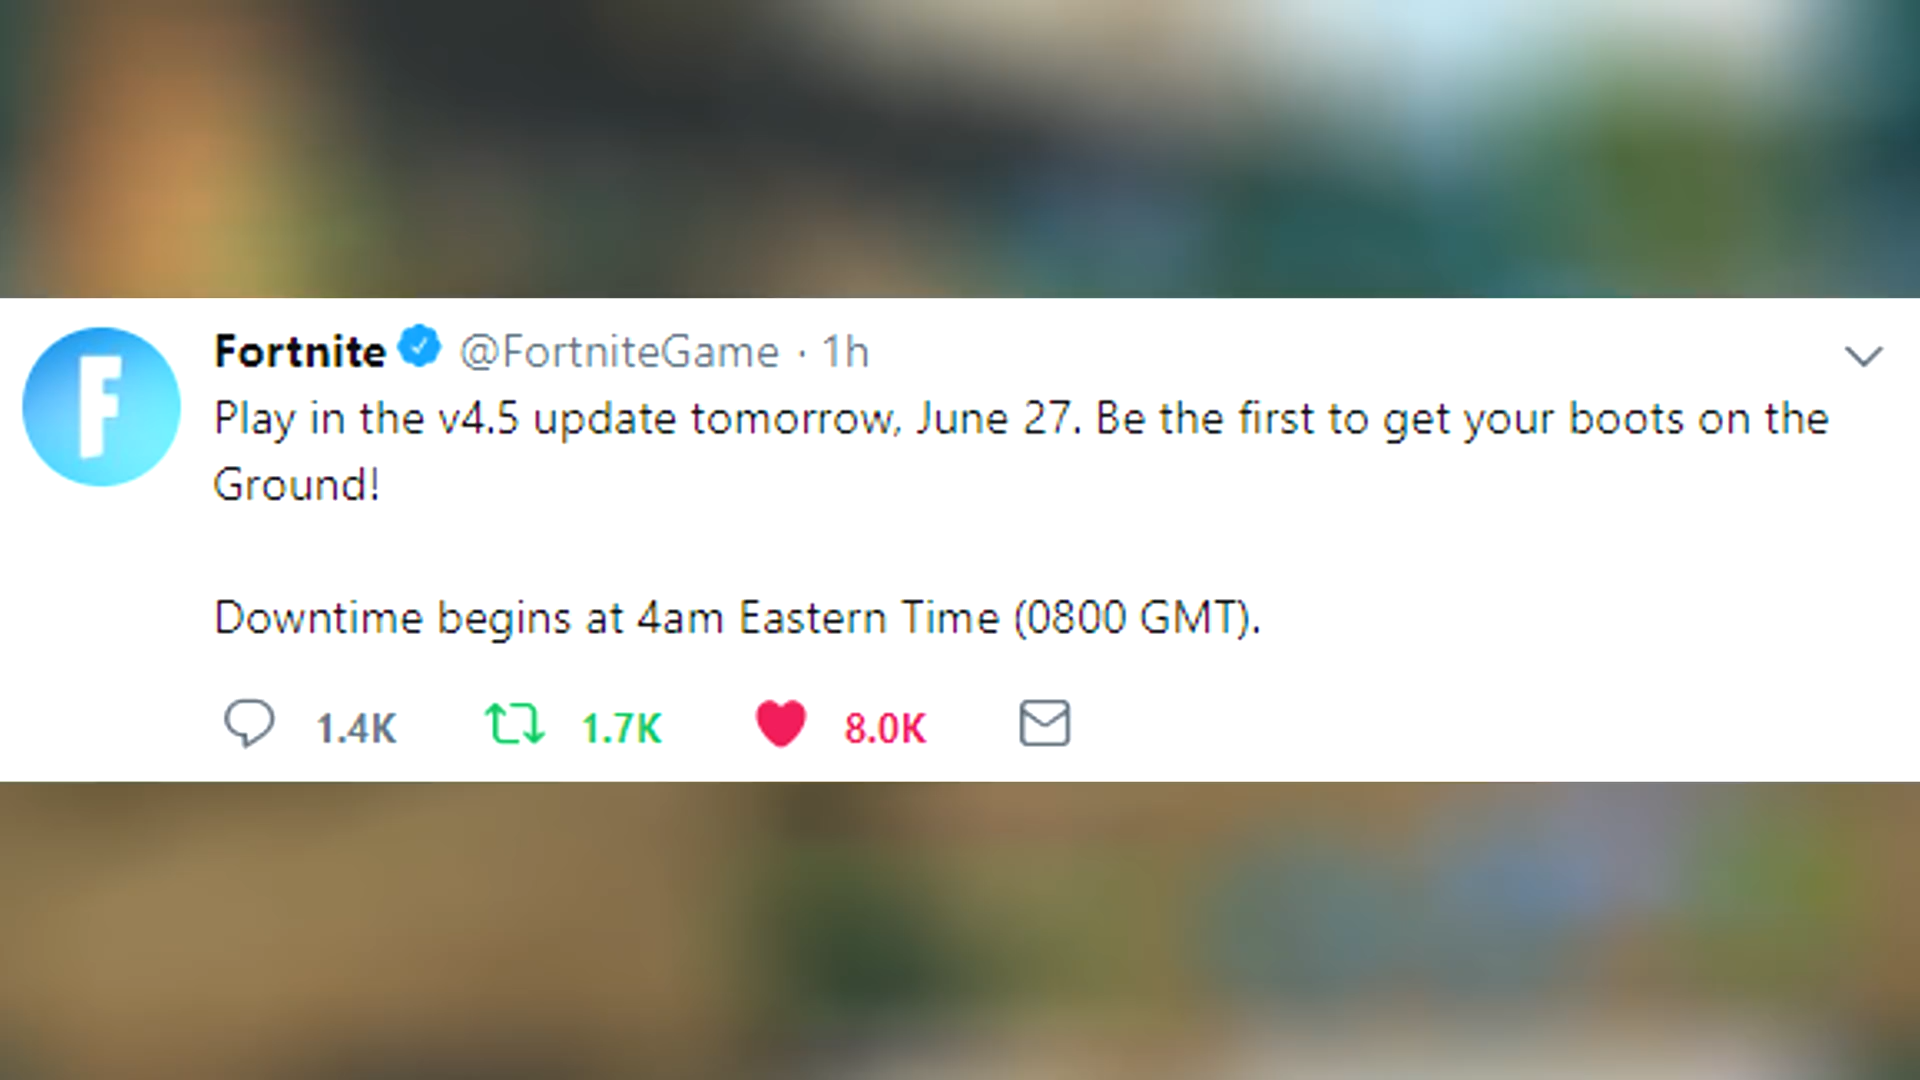 Fortnite @FortniteGame · 1h
Play in the v4.5 update tomorrow, June 27. Be the first to get your boots on the
Ground!
Downtime begins at 4am Eastern Time (0800 GMT).
1.4K 1.7K 8.0K